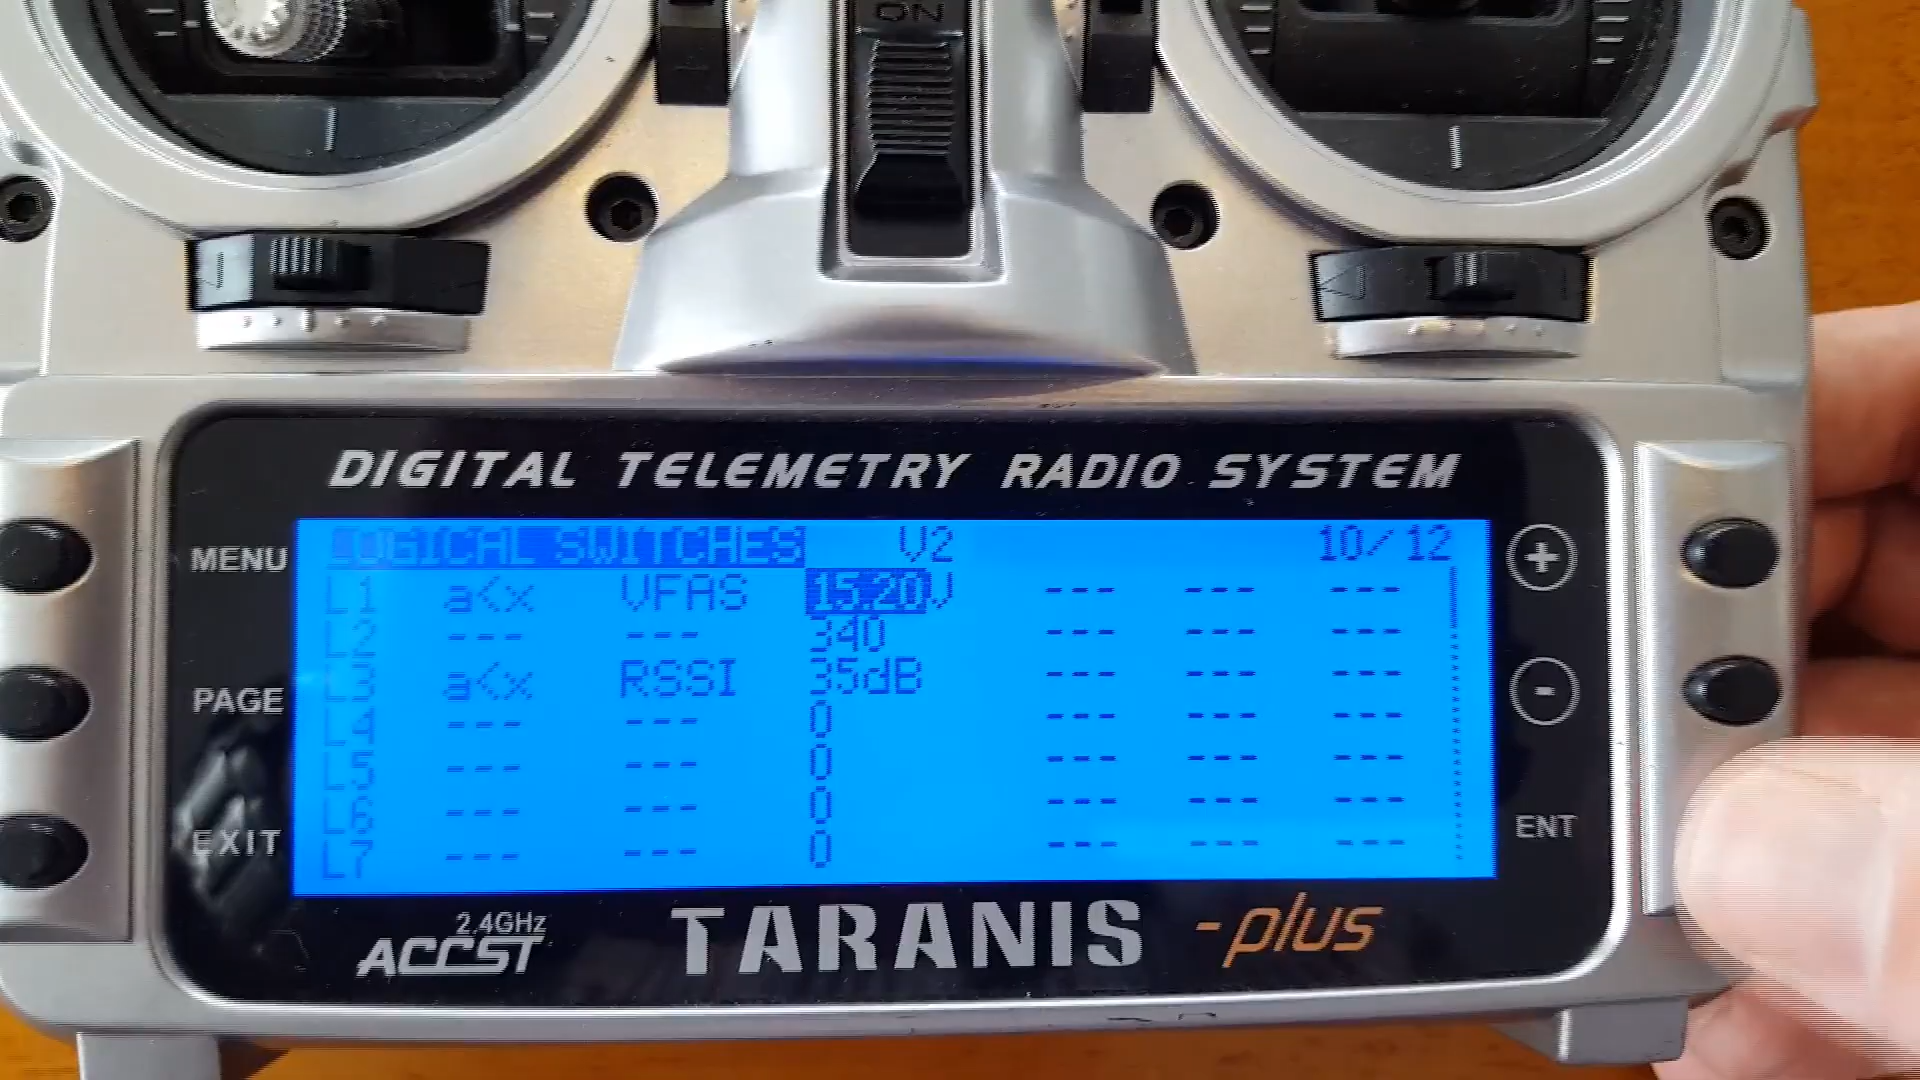 ON
DIGITAL TELEMETRY RADIO SYSTEM
MENU
PAGE
EXIT
LOGICAL SWITCHES V2 10/12
L1 a<x VFAS 15.20V --- --- ---
L2 --- --- 340 --- --- ---
L3 a<x RSSI 35dB --- --- ---
L4 --- --- 0 --- --- ---
L5 --- --- 0 --- --- ---
L6 --- --- 0 --- --- ---
L7 --- --- 0 --- --- ---
+
-
ENT
2.4GHz
ACCST
TARANIS -plus